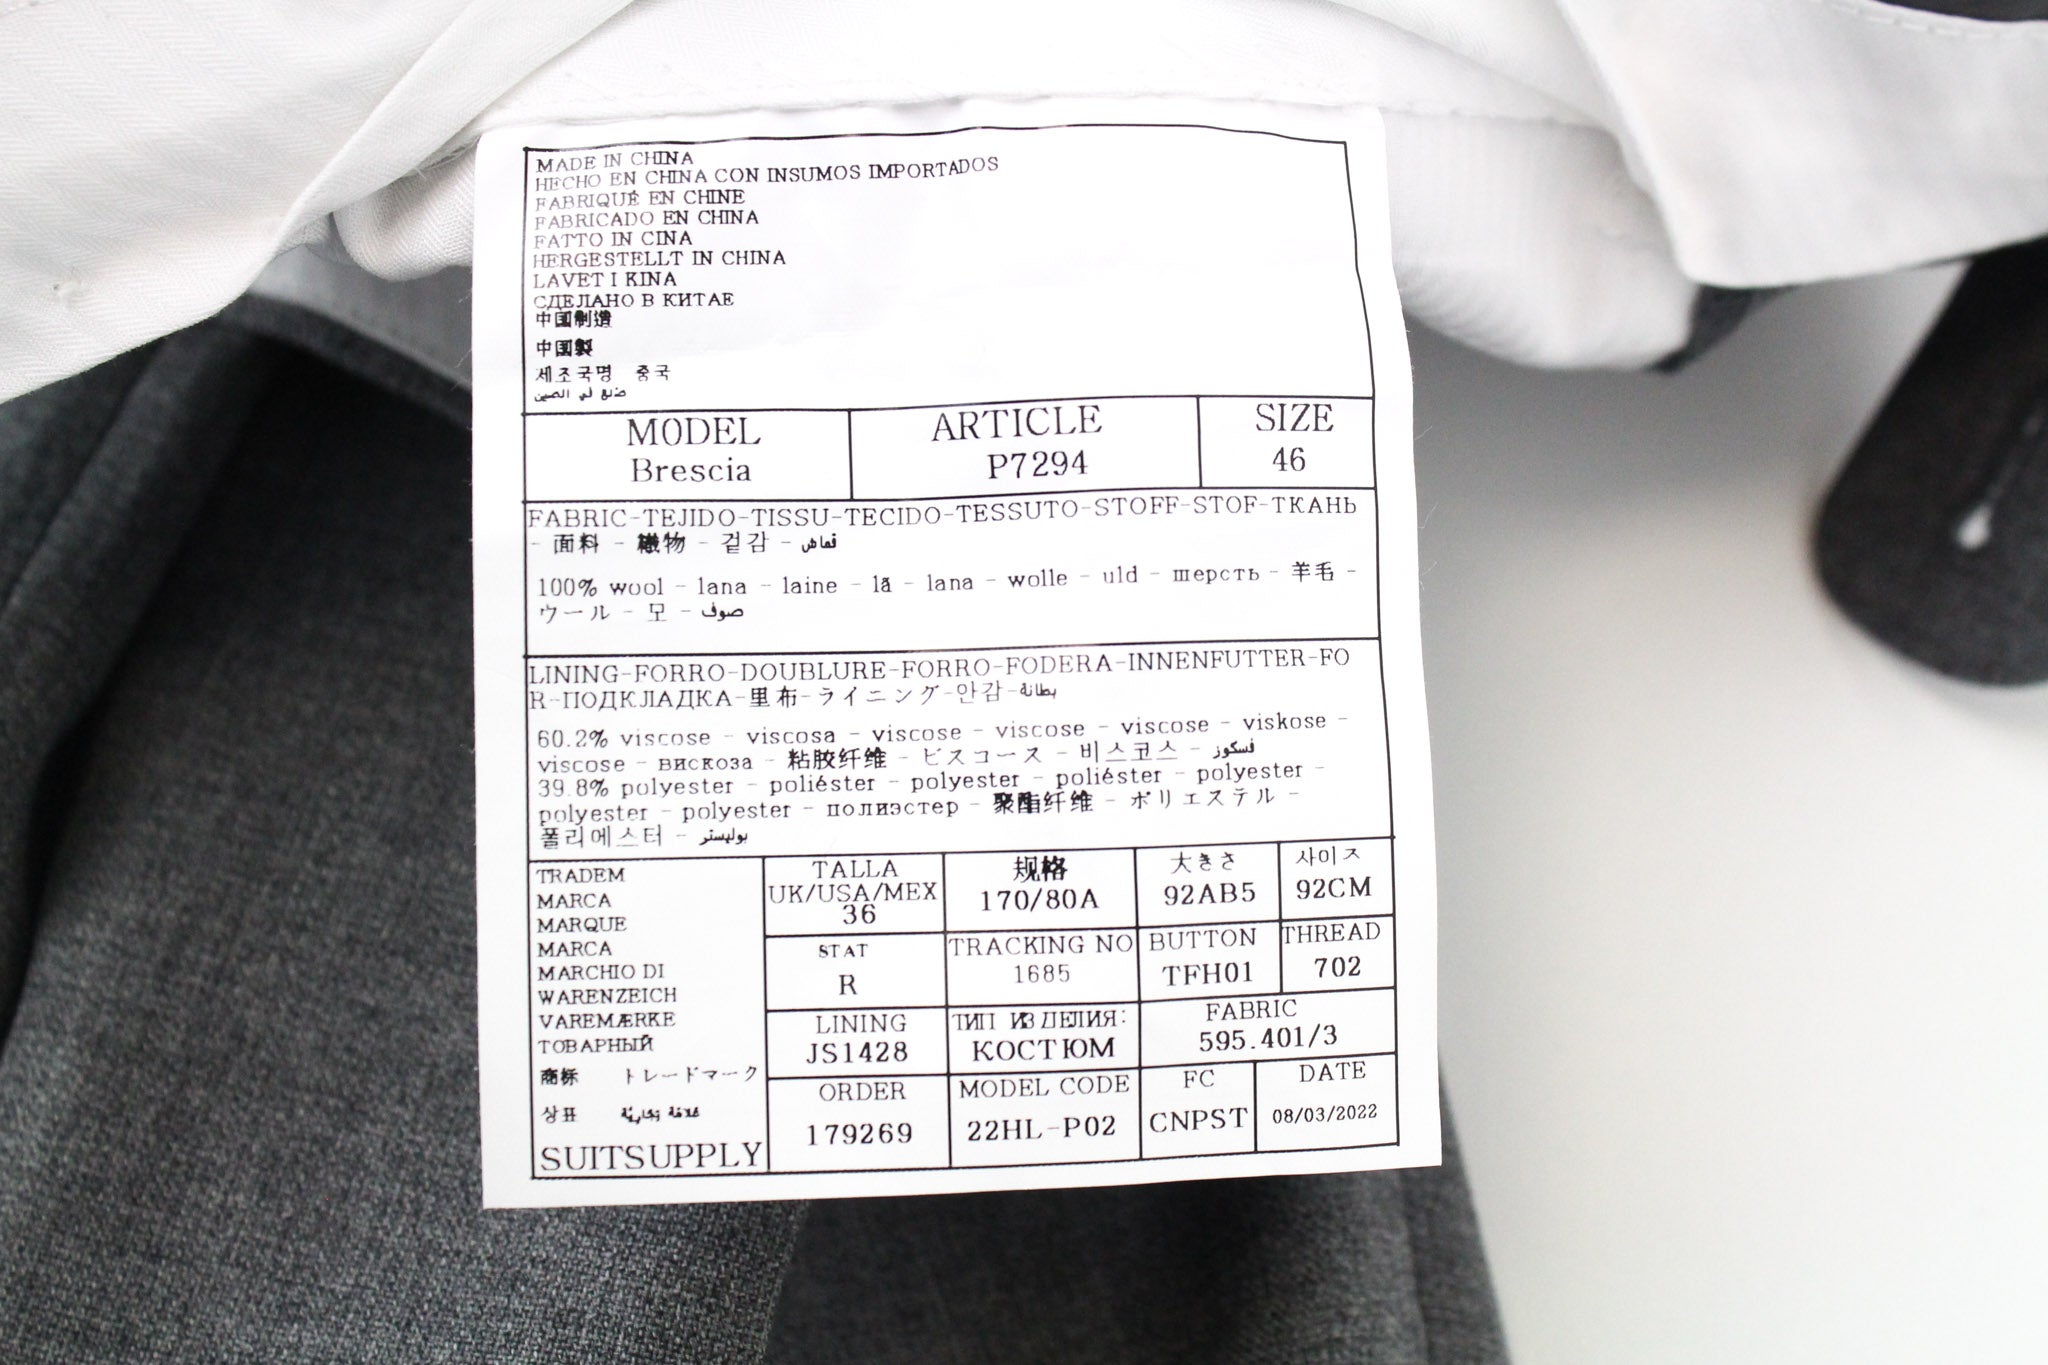 MADE IN CHINA
HECHO EN CHINA CON INSUMOS IMPORTADOS
FABRIQUÉ EN CHINE
FABRICADO EN CHINA
FATTO IN CINA
HERGESTELLT IN CHINA
LAVET I KINA
СДЕЛАНО В КИТАЕ
中国制造
中国製
세조국명 중국
صنع في الصين
MODEL
Brescia
ARTICLE
P7294
SIZE
46
FABRIC-TEJIDO-TISSU-TECIDO-TESSUTO-STOFF-STOF-ТКАНЬ
- 面料 - 織物 - 겉감 - قماش
100% wool - lana - laine - lã - lana - wolle - uld - шерсть - 羊毛 -
ウール - 모 - صوف
LINING-FORRO-DOUBLURE-FORRO-FODERA-INNENFUTTER-FO
R-ПОДКЛАДКА-里布-ライニング-안감-بطانة
60.2% viscose - viscosa - viscose - viscose - viscose - viskose -
viscose - вискоза - 粘胶纤维 - ビスコース - 비스코스 - فسكوز
39.8% polyester - poliéster - polyester - poliéster - polyester -
polyester - polyester - полиэстер - 聚酯纤维 - ポリエステル -
폴리에스터 - بوليستر
TRADEM
MARCA
MARQUE
MARCA
MARCHIO DI
WARENZEICH
VAREMÆRKE
ТОВАРНЫЙ
商标 トレードマーク
상표 علامة تجارية
SUITSUPPLY
TALLA
UK/USA/MEX
36
规格
170/80A
大きさ
92AB5
사이즈
92CM
STAT
R
TRACKING NO
1685
BUTTON
TFH01
THREAD
702
LINING
JS1428
ТИП ИЗДЕЛИЯ:
КОСТЮМ
FABRIC
595.401/3
ORDER
179269
MODEL CODE
22HL-P02
FC
CNPST
DATE
08/03/2022